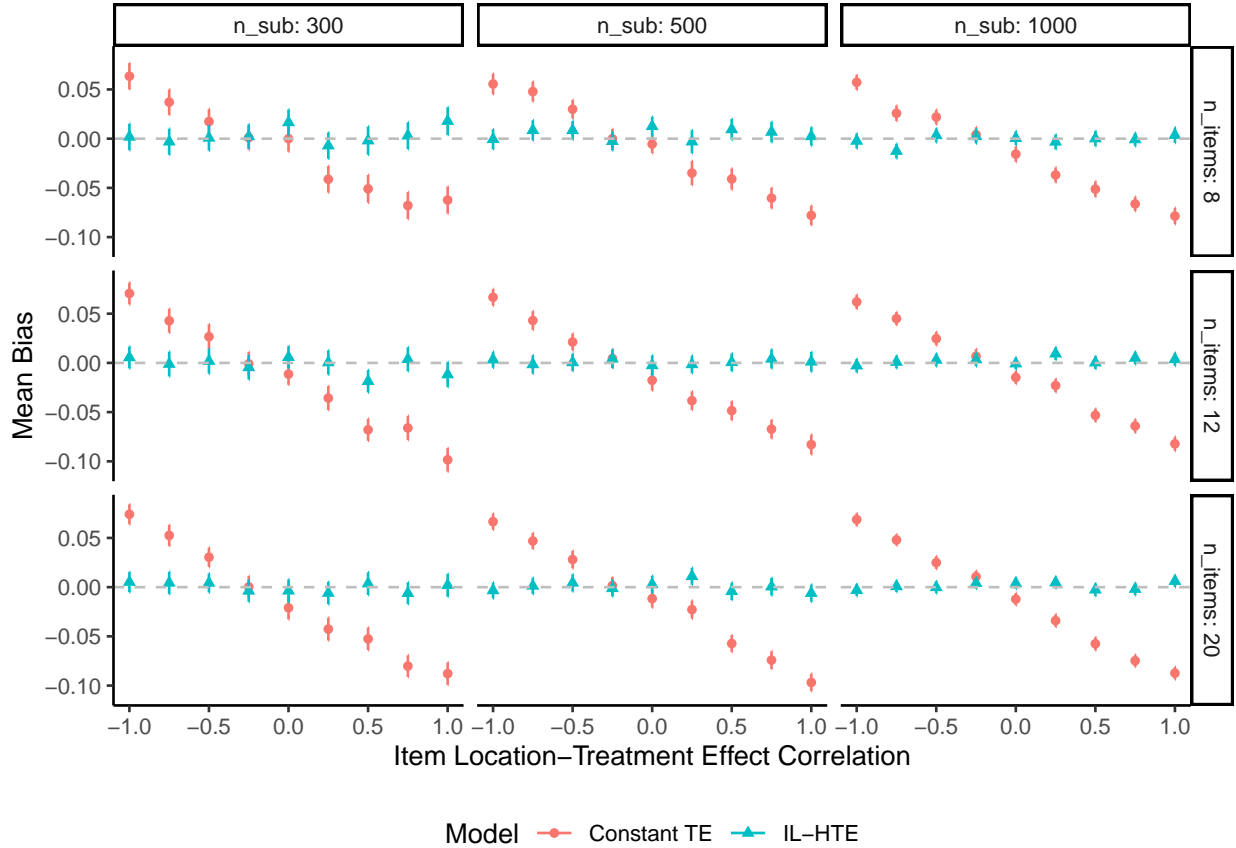 n_sub: 300
n_sub: 500
n_sub: 1000
Mean Bias
0.05
0.00
−0.05
−0.10
n_items: 8
0.05
0.00
−0.05
−0.10
n_items: 12
0.05
0.00
−0.05
−0.10
n_items: 20
−1.0 −0.5 0.0 0.5 1.0
−1.0 −0.5 0.0 0.5 1.0
−1.0 −0.5 0.0 0.5 1.0
Item Location−Treatment Effect Correlation
Model Constant TE IL−HTE